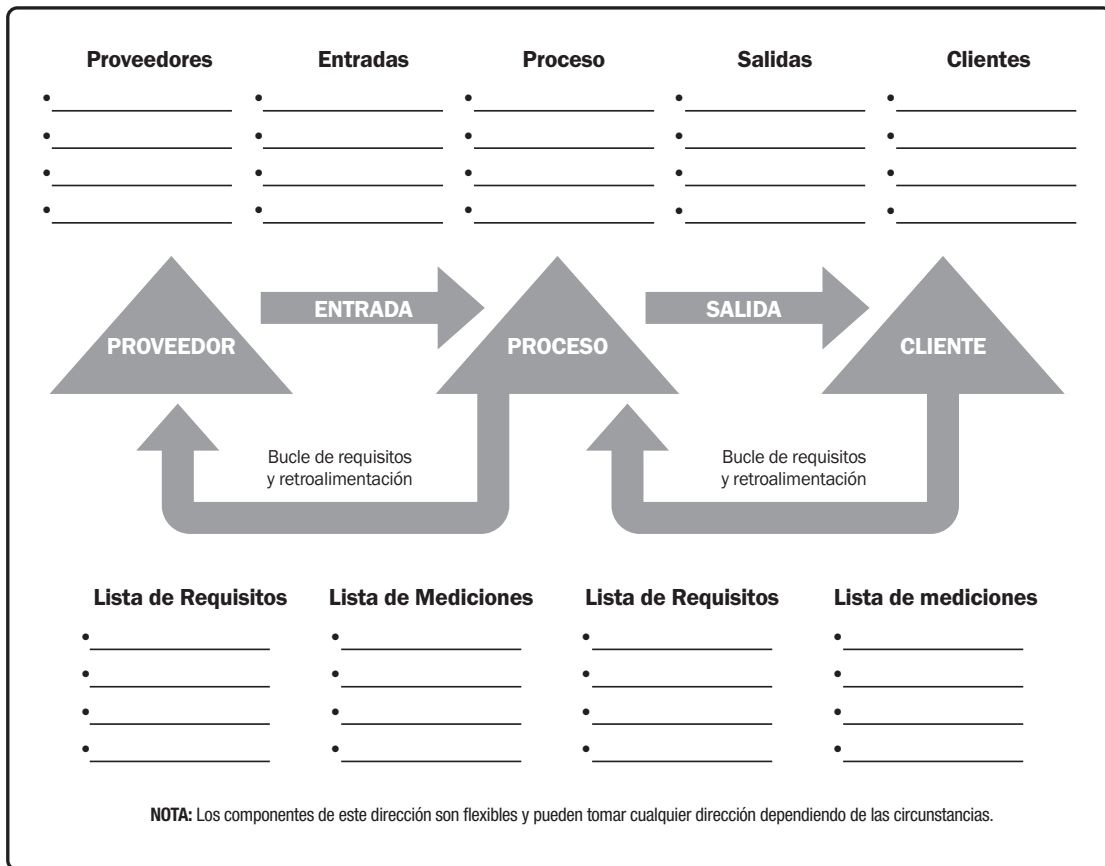 Proveedores Entradas Proceso Salidas Clientes
ENTRADA SALIDA
PROVEEDOR PROCESO CLIENTE
Bucle de requisitos
y retroalimentación
Bucle de requisitos
y retroalimentación
Lista de Requisitos Lista de Mediciones Lista de Requisitos Lista de mediciones
NOTA: Los componentes de este dirección son flexibles y pueden tomar cualquier dirección dependiendo de las circunstancias.